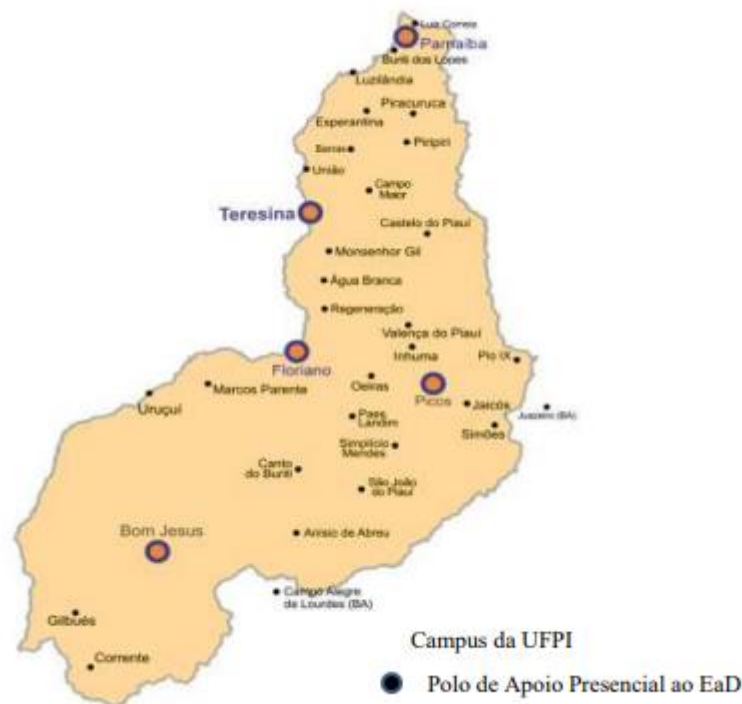 Luiz Correia
Parnaíba
Buriti dos Lopes
Luzilândia
Piracuruca
Esperantina
Barras
Piripiri
União
Campo
Maior
Teresina
Castelo do Piauí
Monsenhor Gil
Água Branca
Regeneração
Valença do Piauí
Inhuma
Pio IX
Floriano
Oeiras
Picos
Marcos Parente
Uruçuí
Jaicós
Juazeiro (BA)
Paes
Landim
Simões
Simplício
Mendes
Canto
do Buriti
São João
do Piauí
Anisio de Abreu
Bom Jesus
Campo Alegre
de Lourdes (BA)
Gilbués
Corrente
Campus da UFPI
Polo de Apoio Presencial ao EaD